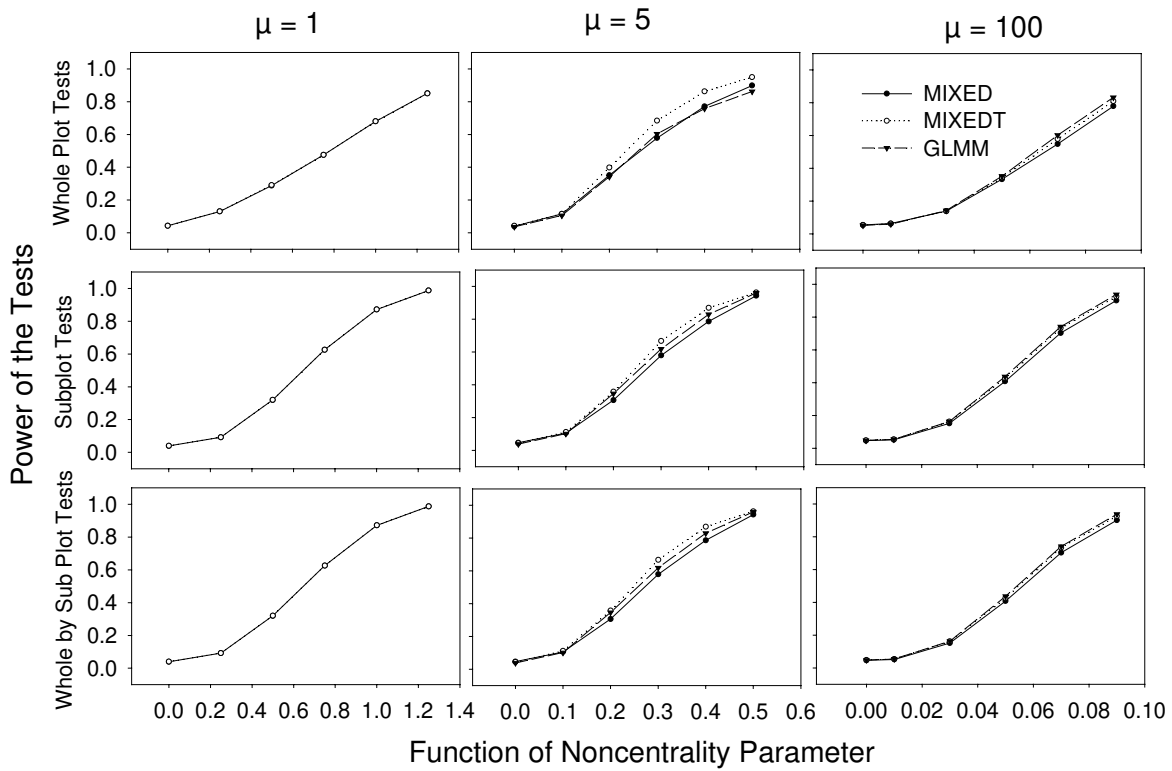 μ = 1
μ = 5
μ = 100
Power of the Tests
Whole Plot Tests
1.0
0.8
0.6
0.4
0.2
0.0
MIXED
MIXEDT
GLMM
Subplot Tests
1.0
0.8
0.6
0.4
0.2
0.0
Whole by Sub Plot Tests
1.0
0.8
0.6
0.4
0.2
0.0
0.0 0.2 0.4 0.6 0.8 1.0 1.2 1.4
0.0 0.1 0.2 0.3 0.4 0.5 0.6
0.00 0.02 0.04 0.06 0.08 0.10
Function of Noncentrality Parameter